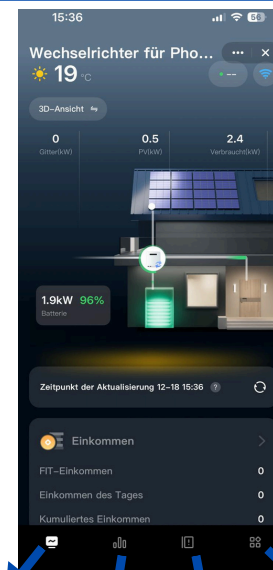 15:36
Wechselrichter für Pho...
19 °C
--
3D-Ansicht
0 0.5 2.4
Gitter(kW) PV(kW) Verbraucht(kW)
1.9kW 96%
Batterie
Zeitpunkt der Aktualisierung 12-18 15:36 ?
Einkommen
FIT-Einkommen 0
Einkommen des Tages 0
Kumuliertes Einkommen 0